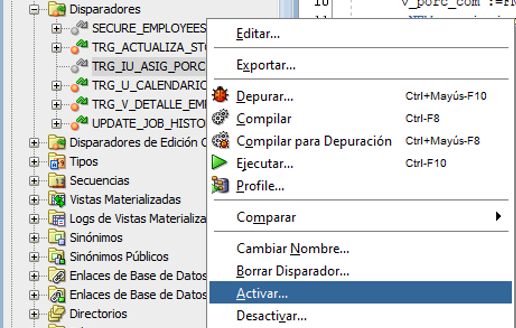 Disparadores
SECURE_EMPLOYEES
TRG_ACTUALIZA_STO
TRG_IU_ASIG_PORC
TRG_U_CALENDARIO
TRG_V_DETALLE_EMP
UPDATE_JOB_HISTO
Disparadores de Edición C
Tipos
Secuencias
Vistas Materializadas
Logs de Vistas Materializa
Sinónimos
Sinónimos Públicos
Enlaces de Base de Datos
Enlaces de Base de Datos
Directorios
10 v_porc_com :=
Editar...
Exportar...
Depurar... Ctrl+Mayús-F10
Compilar Ctrl-F8
Compilar para Depuración Ctrl+Mayús-F8
Ejecutar... Ctrl-F10
Profile...
Comparar
Cambiar Nombre...
Borrar Disparador...
Activar...
Desactivar...